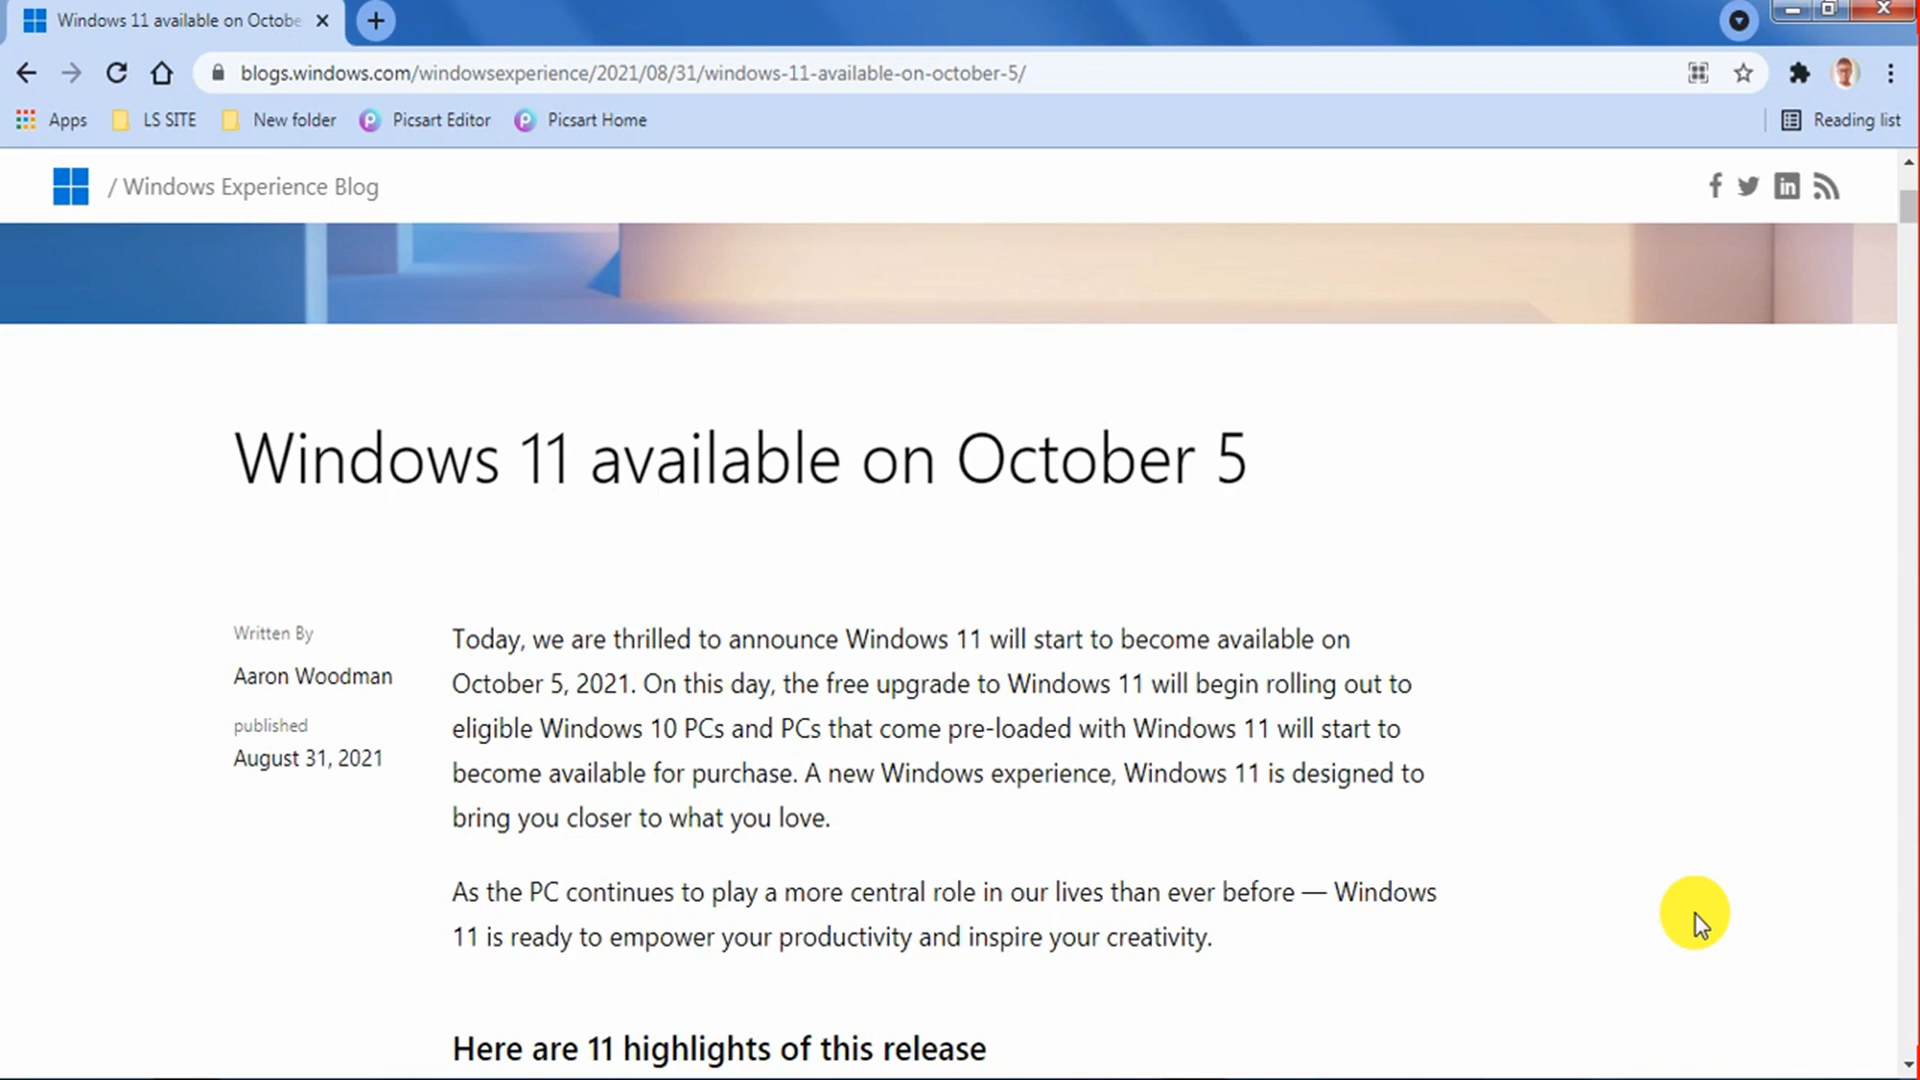 Windows 11 available on Octobe
blogs.windows.com/windowsexperience/2021/08/31/windows-11-available-on-october-5/
Apps LS SITE New folder Picsart Editor Picsart Home Reading list
/ Windows Experience Blog
Windows 11 available on October 5
Written By
Aaron Woodman
published
August 31, 2021
Today, we are thrilled to announce Windows 11 will start to become available on
October 5, 2021. On this day, the free upgrade to Windows 11 will begin rolling out to
eligible Windows 10 PCs and PCs that come pre-loaded with Windows 11 will start to
become available for purchase. A new Windows experience, Windows 11 is designed to
bring you closer to what you love.
As the PC continues to play a more central role in our lives than ever before — Windows
11 is ready to empower your productivity and inspire your creativity.
Here are 11 highlights of this release